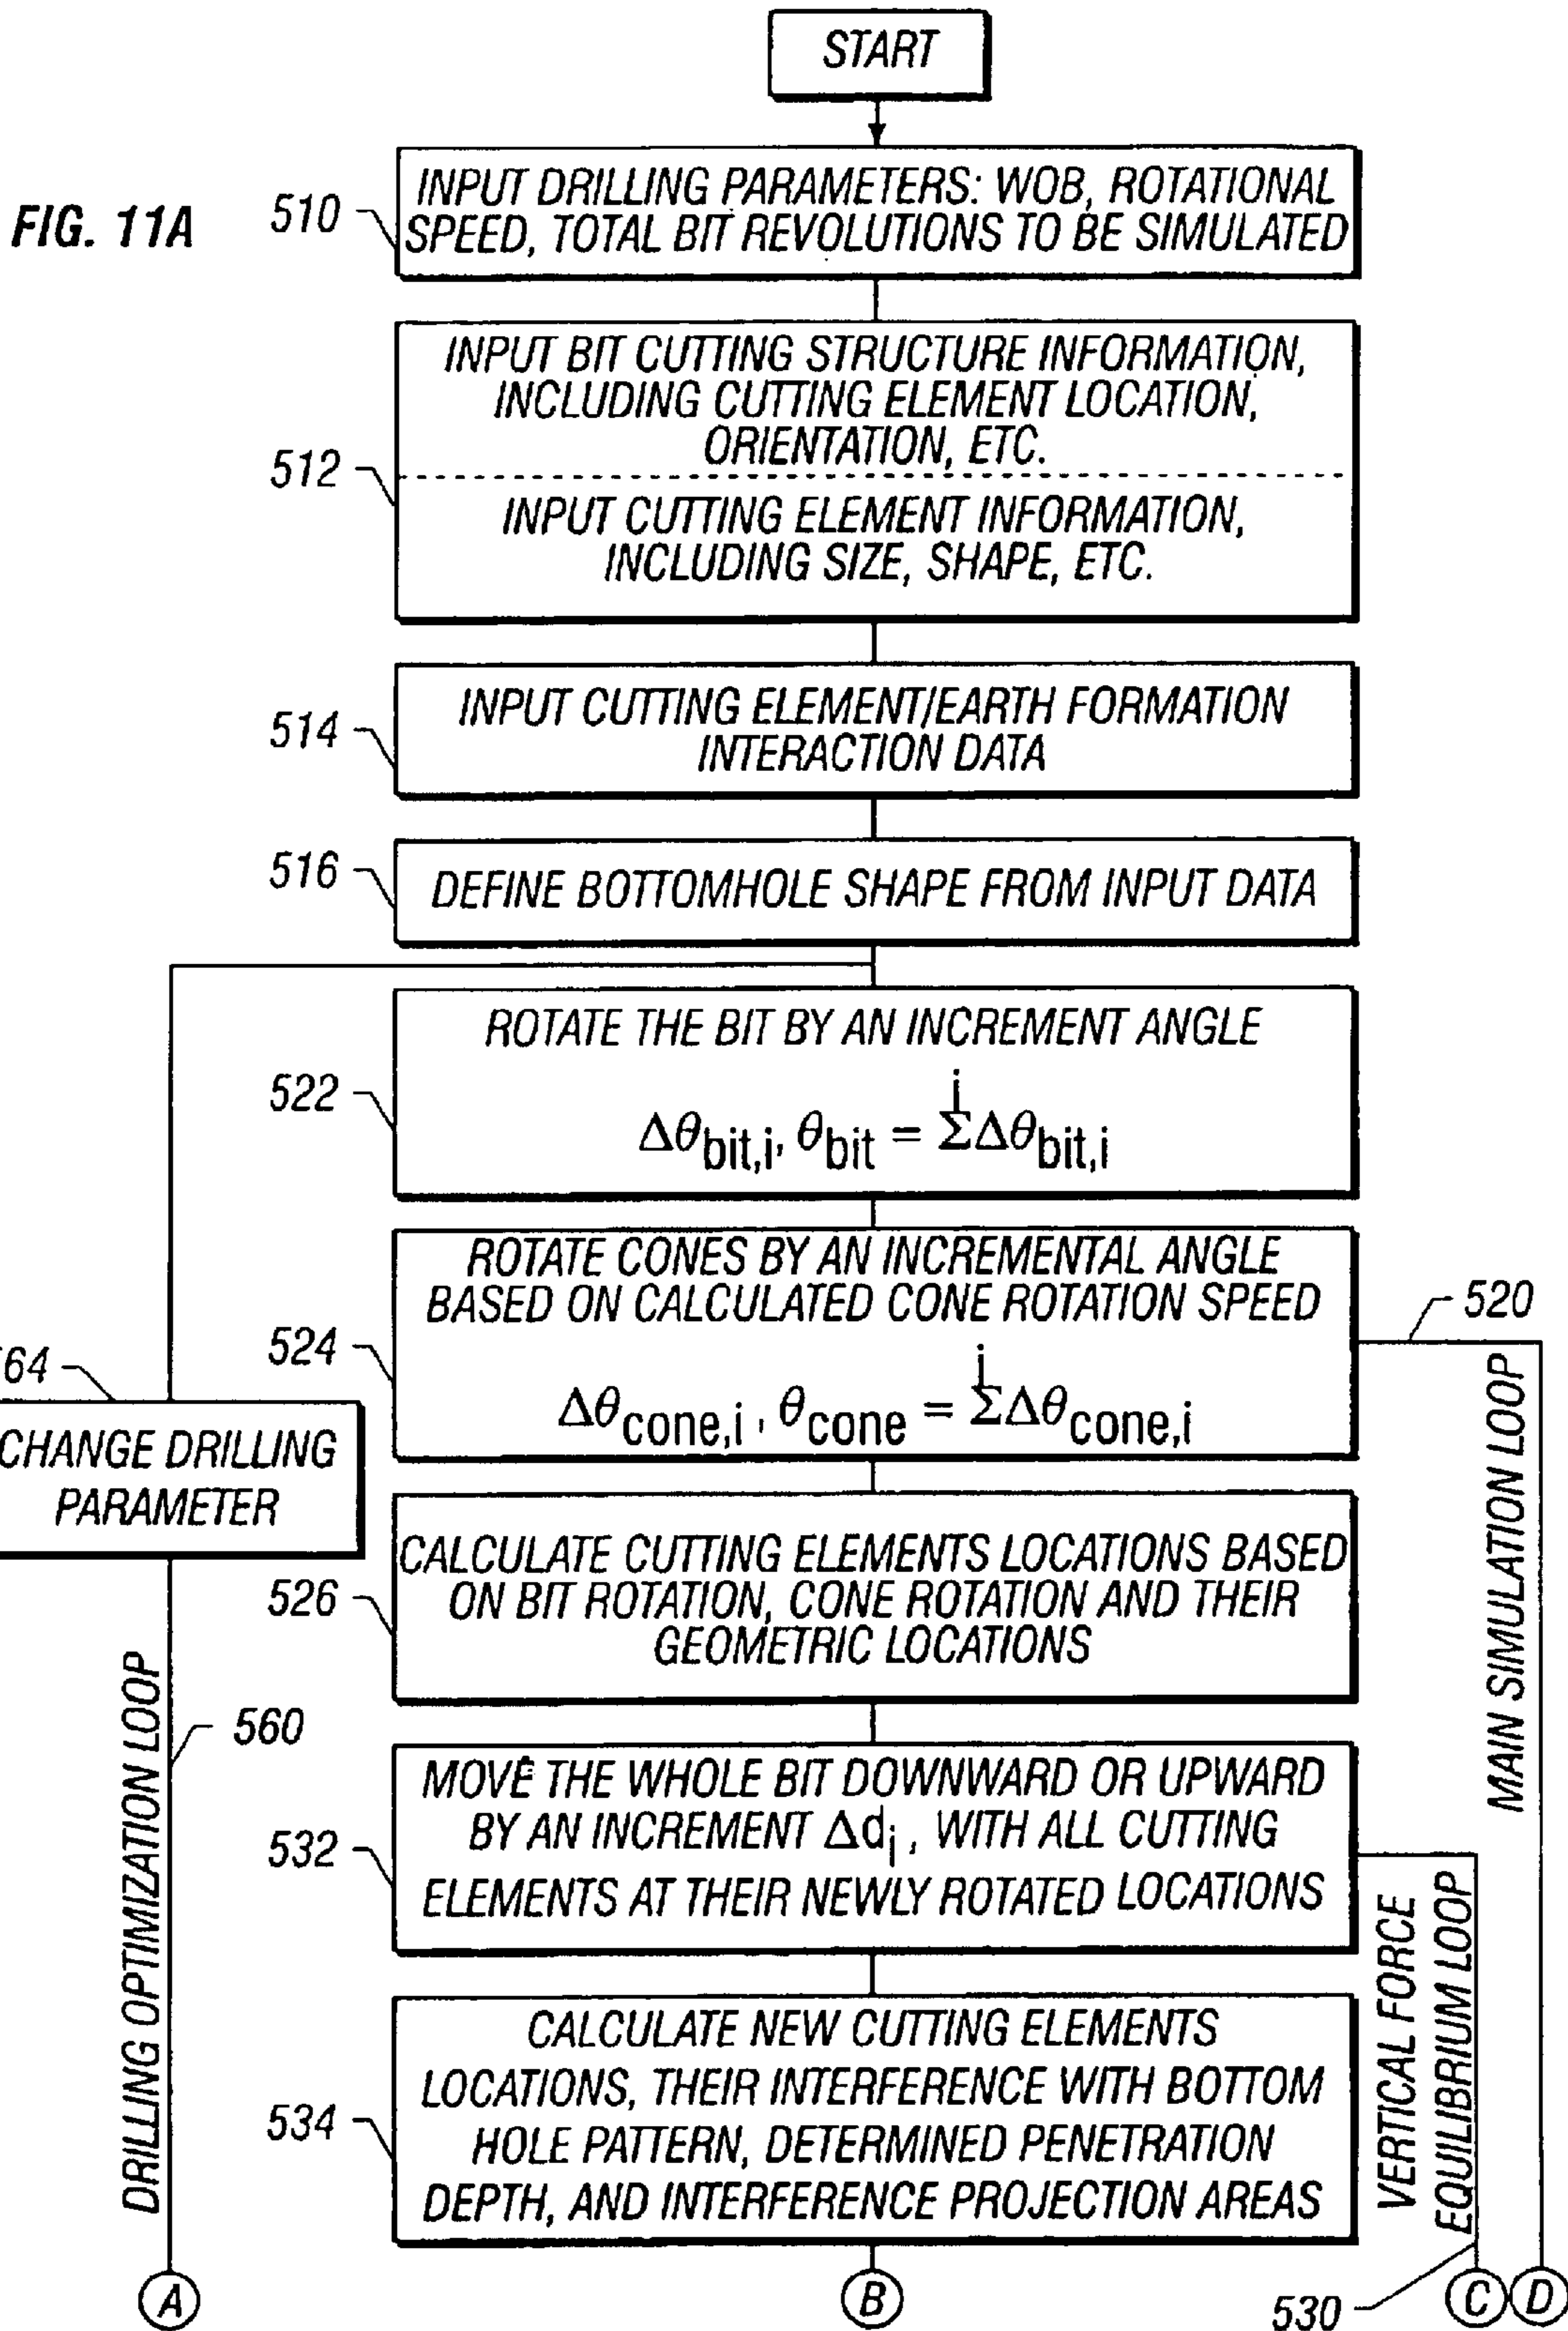 START
FIG. 11A
510
INPUT DRILLING PARAMETERS: WOB, ROTATIONAL
SPEED, TOTAL BIT REVOLUTIONS TO BE SIMULATED
512
INPUT BIT CUTTING STRUCTURE INFORMATION,
INCLUDING CUTTING ELEMENT LOCATION,
ORIENTATION, ETC.
INPUT CUTTING ELEMENT INFORMATION,
INCLUDING SIZE, SHAPE, ETC.
514
INPUT CUTTING ELEMENT/EARTH FORMATION
INTERACTION DATA
516
DEFINE BOTTOMHOLE SHAPE FROM INPUT DATA
522
ROTATE THE BIT BY AN INCREMENT ANGLE
i
Δθbit,i, θbit = ΣΔθbit,i
524
ROTATE CONES BY AN INCREMENTAL ANGLE
BASED ON CALCULATED CONE ROTATION SPEED
i
Δθcone,i, θcone = ΣΔθcone,i
520
MAIN SIMULATION LOOP
564
CHANGE DRILLING
PARAMETER
526
CALCULATE CUTTING ELEMENTS LOCATIONS BASED
ON BIT ROTATION, CONE ROTATION AND THEIR
GEOMETRIC LOCATIONS
560
DRILLING OPTIMIZATION LOOP
532
MOVE THE WHOLE BIT DOWNWARD OR UPWARD
BY AN INCREMENT Δdi, WITH ALL CUTTING
ELEMENTS AT THEIR NEWLY ROTATED LOCATIONS
534
CALCULATE NEW CUTTING ELEMENTS
LOCATIONS, THEIR INTERFERENCE WITH BOTTOM
HOLE PATTERN, DETERMINED PENETRATION
DEPTH, AND INTERFERENCE PROJECTION AREAS
VERTICAL FORCE
EQUILIBRIUM LOOP
530
A
B
C
D